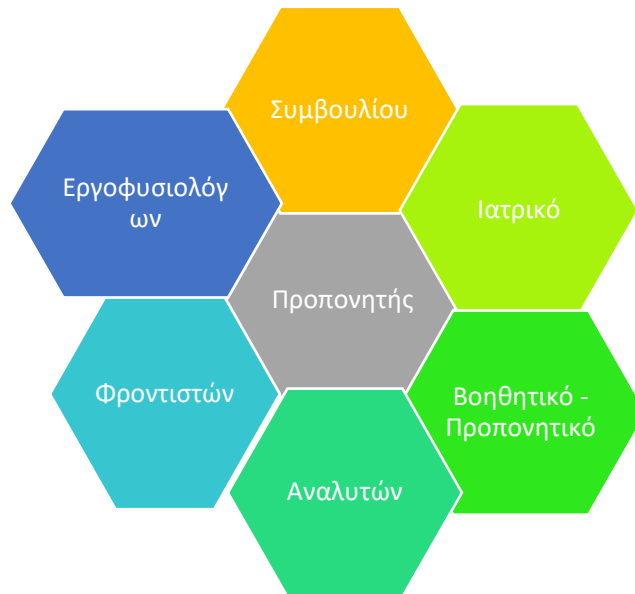 Συμβουλίου
Εργοφυσιολόγ
ων
Ιατρικό
Προπονητής
Φροντιστών
Βοηθητικό -
Προπονητικό
Αναλυτών